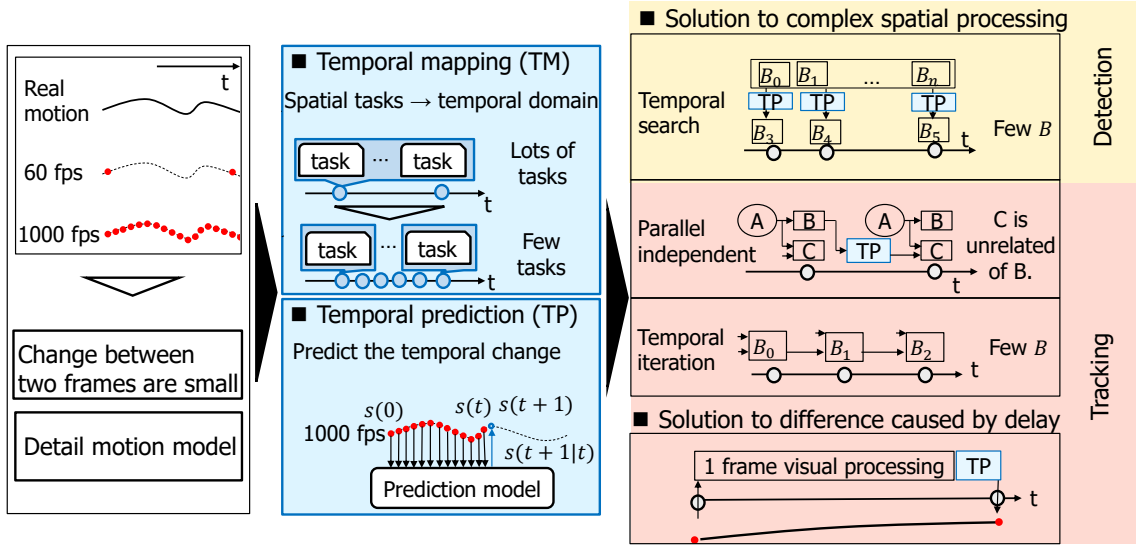 t
Real
motion
60 fps
1000 fps
Change between
two frames are small
Detail motion model
■ Temporal mapping (TM)
Spatial tasks → temporal domain
task ... task
Lots of
tasks
t
task ... task
Few
tasks
t
■ Temporal prediction (TP)
Predict the temporal change
s(0) s(t) s(t + 1)
1000 fps
s(t + 1|t)
Prediction model
■ Solution to complex spatial processing
Temporal
search
B₀ B₁ ... Bₙ
TP TP TP
B₃ B₄ B₅
t
Few B
Detection
Parallel
independent
A B A B
C TP C
t
C is
unrelated
of B.
Temporal
iteration
B₀ B₁ B₂
t
Few B
Tracking
■ Solution to difference caused by delay
1 frame visual processing TP
t